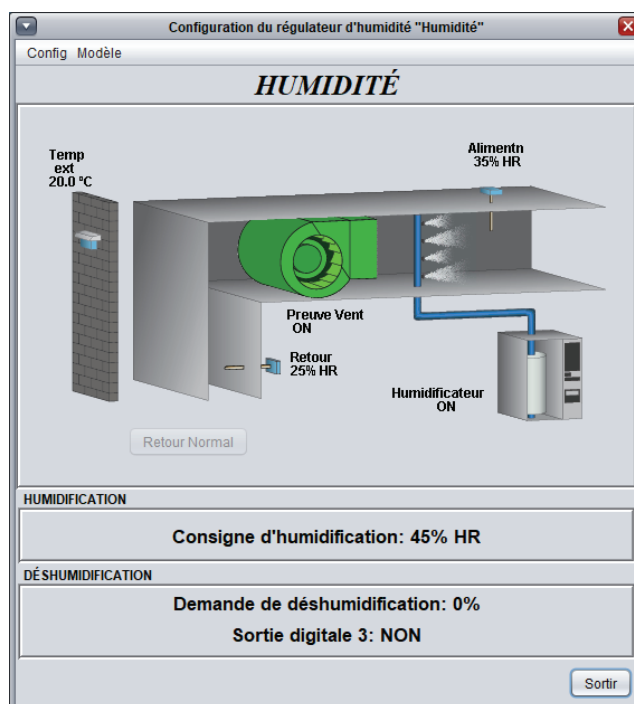 Configuration du régulateur d'humidité "Humidité"
Config Modèle
HUMIDITÉ
Temp
ext
20.0 °C
Alimentn
35% HR
Preuve Vent
ON
Retour
25% HR
Humidificateur
ON
Retour Normal
HUMIDIFICATION
Consigne d'humidification: 45% HR
DÉSHUMIDIFICATION
Demande de déshumidification: 0%
Sortie digitale 3: NON
Sortir